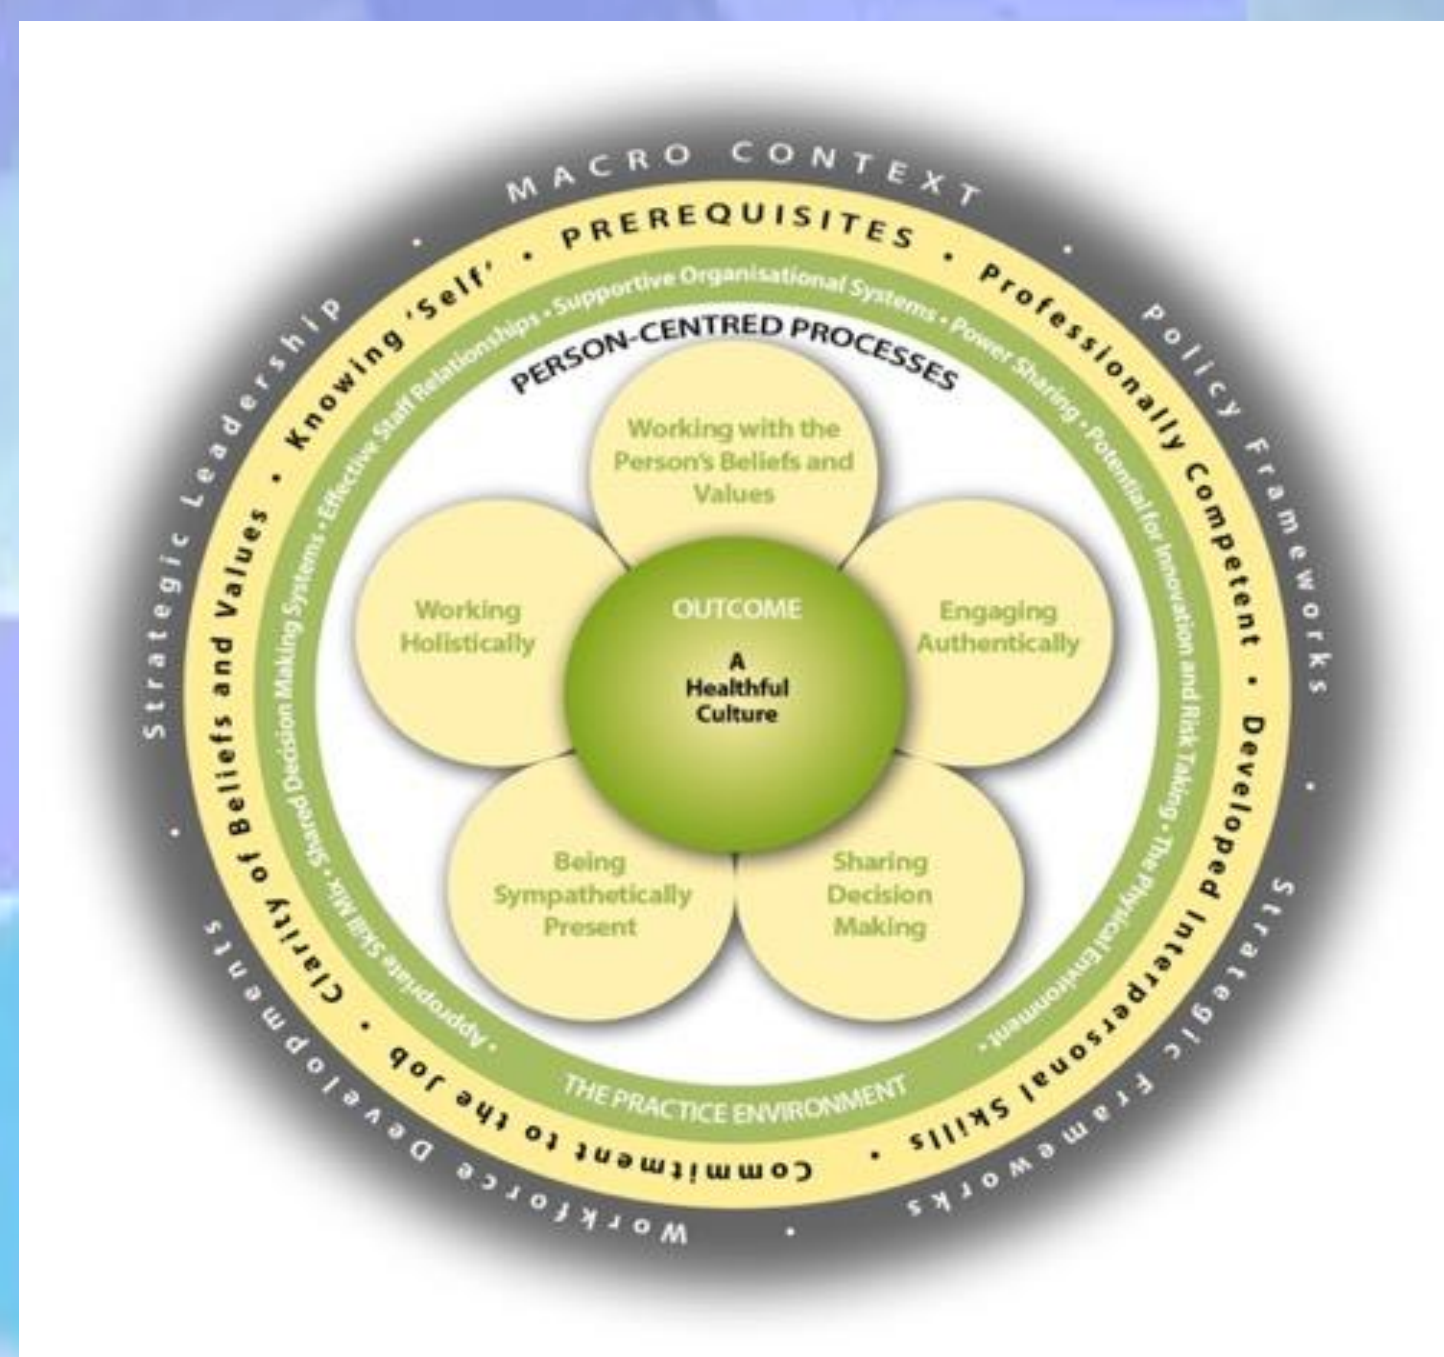 MACRO CONTEXT • Policy Frameworks • Strategic Frameworks • Workforce Developments • Strategic Leadership •
PREREQUISITES • Professionally Competent • Developed Interpersonal Skills • Commitment to the Job • Clarity of Beliefs and Values • Knowing 'Self' •
• Appropriate Skill Mix • Shared Decision Making Systems • Effective Staff Relationships • Supportive Organisational Systems • Power Sharing • Potential for Innovation and Risk Taking • The Physical Environment •
THE PRACTICE ENVIRONMENT
PERSON-CENTRED PROCESSES
Working with the
Person's Beliefs and
Values
Engaging
Authentically
Sharing
Decision
Making
Being
Sympathetically
Present
Working
Holistically
OUTCOME
A
Healthful
Culture